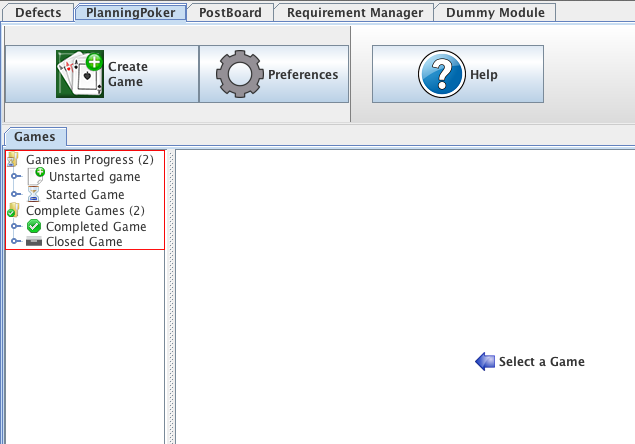 Defects PlanningPoker PostBoard Requirement Manager Dummy Module
Create Game Preferences Help
Games
Games in Progress (2)
Unstarted game
Started Game
Complete Games (2)
Completed Game
Closed Game
Select a Game